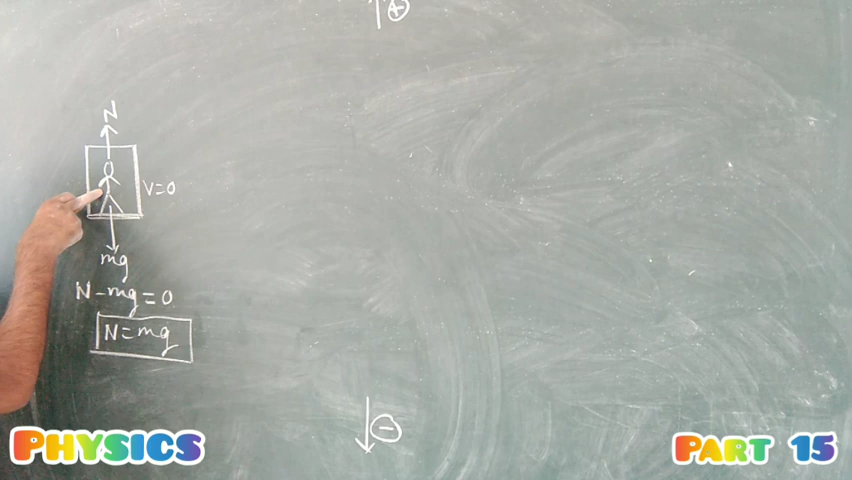 ↑⊕
N
V=0
mg
N-mg=0
N=mg
↓⊖
PHYSICS
PART 15